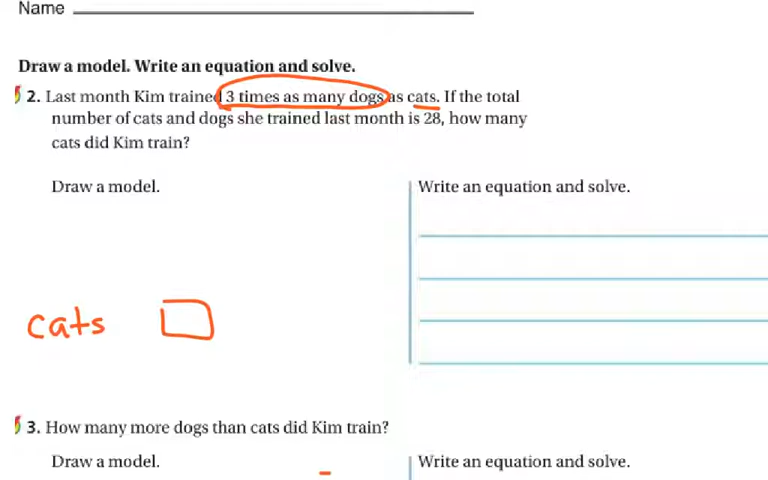 Name
Draw a model. Write an equation and solve.
2. Last month Kim trained 3 times as many dogs as cats. If the total
number of cats and dogs she trained last month is 28, how many
cats did Kim train?
Draw a model.
Write an equation and solve.
cats
3. How many more dogs than cats did Kim train?
Draw a model.
Write an equation and solve.